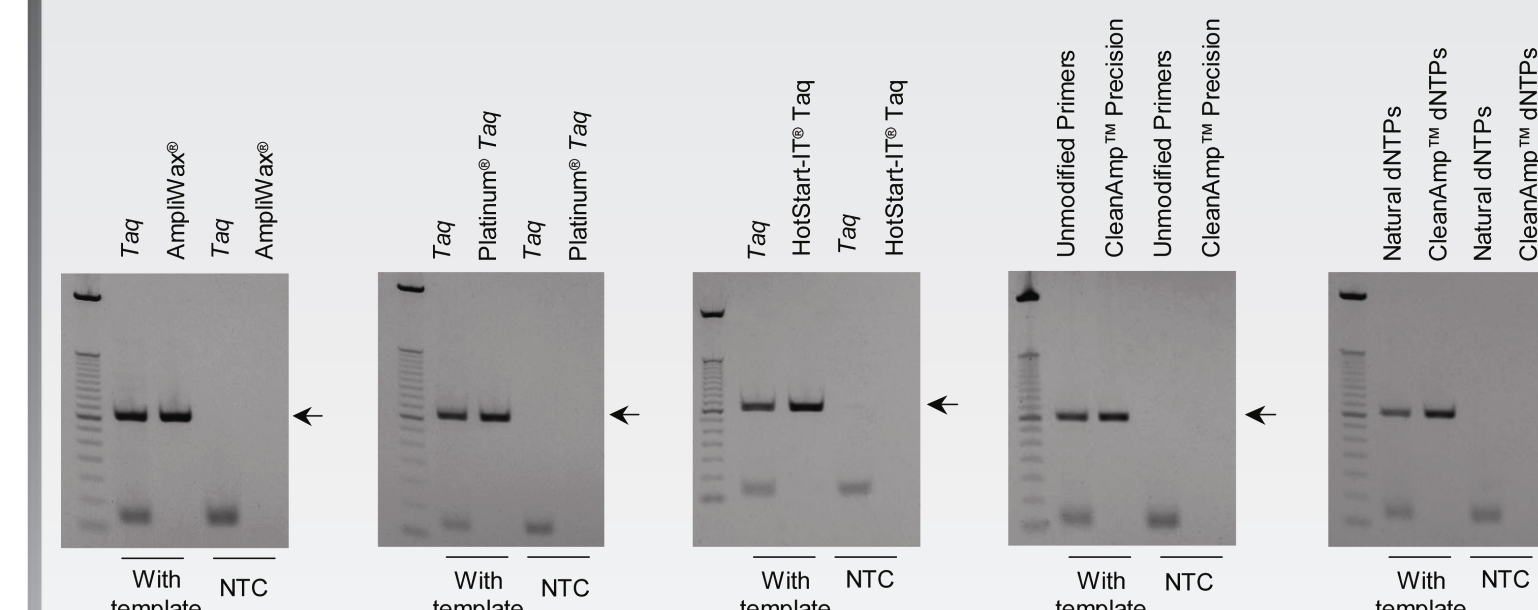 Taq
AmpliWax®
Taq
AmpliWax®
Taq
Platinum® Taq
Taq
Platinum® Taq
Taq
HotStart-IT® Taq
Taq
HotStart-IT® Taq
Unmodified Primers
CleanAmp™ Precision
Unmodified Primers
CleanAmp™ Precision
Natural dNTPs
CleanAmp™ dNTPs
Natural dNTPs
CleanAmp™ dNTPs
With
template
NTC
With
template
NTC
With
template
NTC
With
template
NTC
With
template
NTC